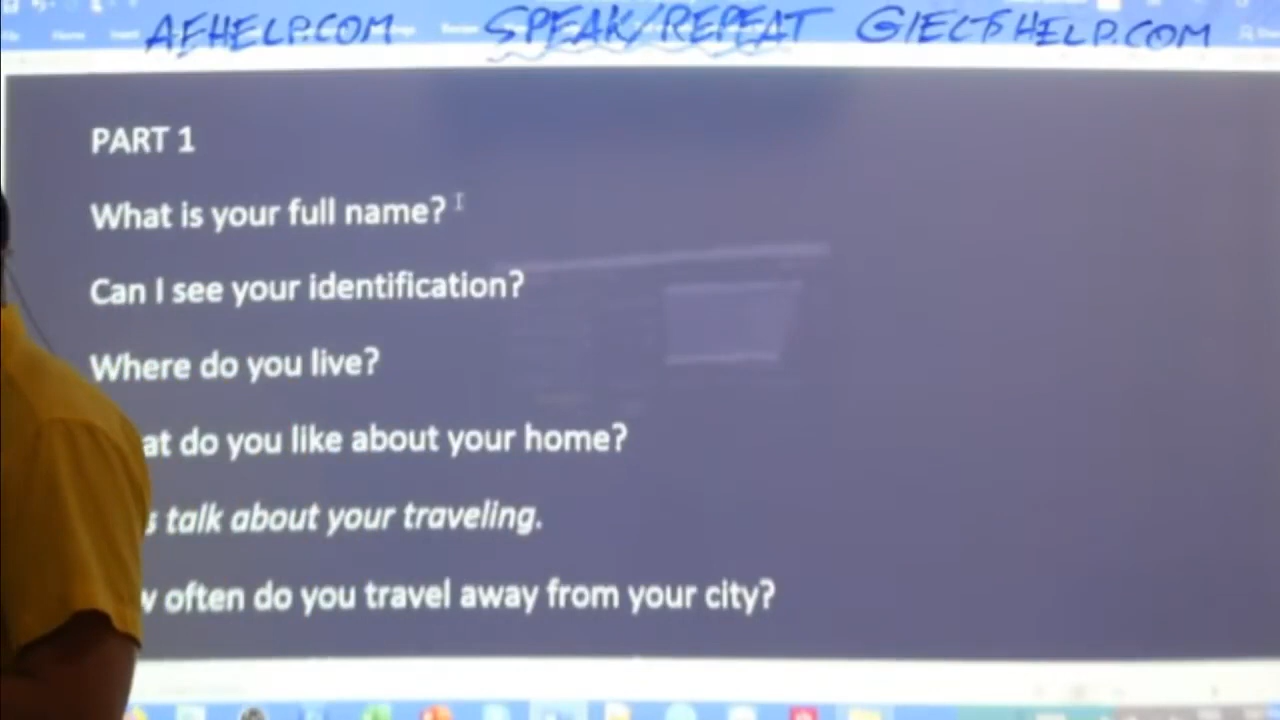 AEHELP.COM SPEAK/REPEAT GIELTSHELP.COM
PART 1
What is your full name?
Can I see your identification?
Where do you live?
do you like about your home?
talk about your traveling.
often do you travel away from your city?